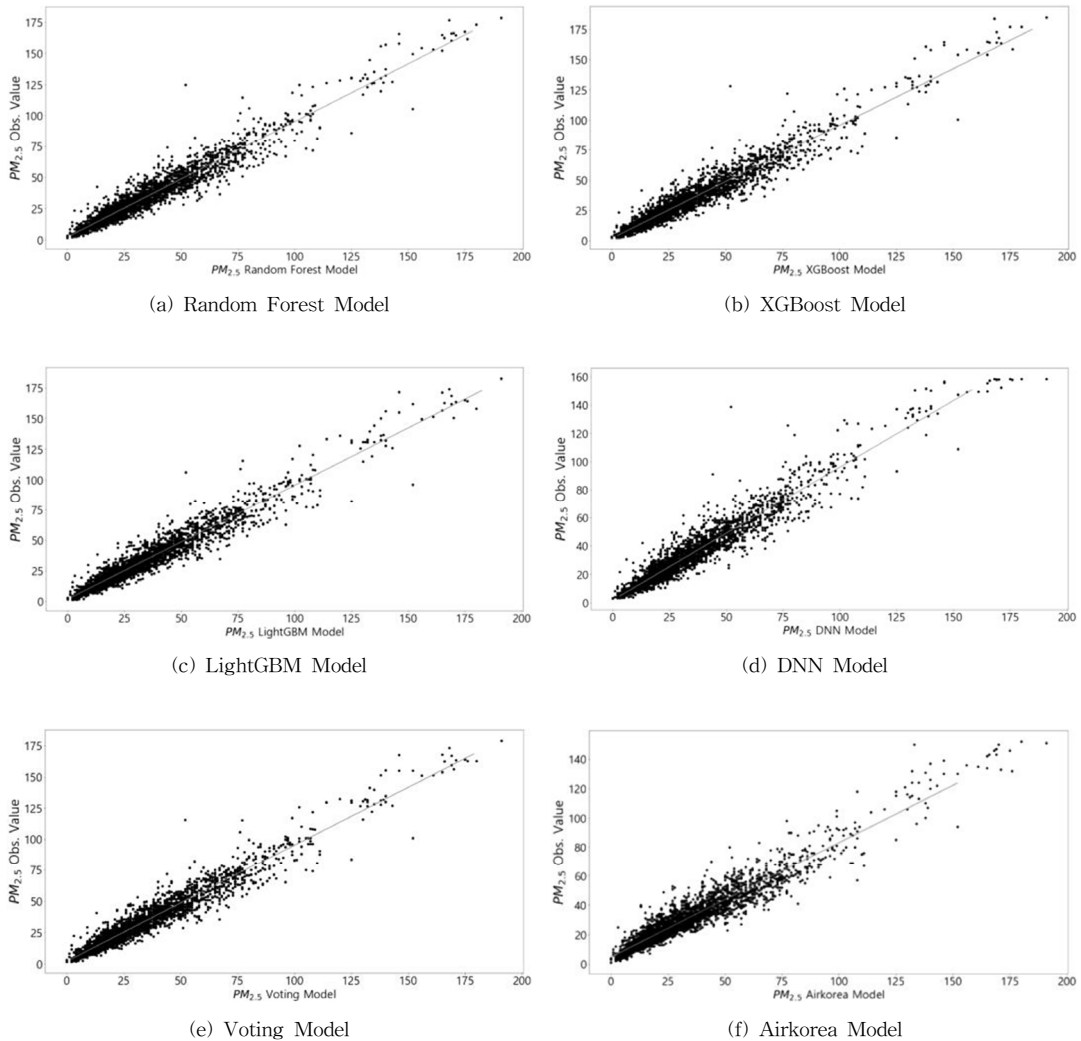 175
150
125
100
75
50
25
0
PM2.5 Obs. Value
0 25 50 75 100 125 150 175 200
PM2.5 Random Forest Model
(a) Random Forest Model
175
150
125
100
75
50
25
0
PM2.5 Obs. Value
0 25 50 75 100 125 150 175 200
PM2.5 XGBoost Model
(b) XGBoost Model
175
150
125
100
75
50
25
0
PM2.5 Obs. Value
0 25 50 75 100 125 150 175 200
PM2.5 LightGBM Model
(c) LightGBM Model
160
140
120
100
80
60
40
20
0
PM2.5 Obs. Value
0 25 50 75 100 125 150 175 200
PM2.5 DNN Model
(d) DNN Model
175
150
125
100
75
50
25
0
PM2.5 Obs. Value
0 25 50 75 100 125 150 175 200
PM2.5 Voting Model
(e) Voting Model
140
120
100
80
60
40
20
0
PM2.5 Obs. Value
0 25 50 75 100 125 150 175 200
PM2.5 Airkorea Model
(f) Airkorea Model